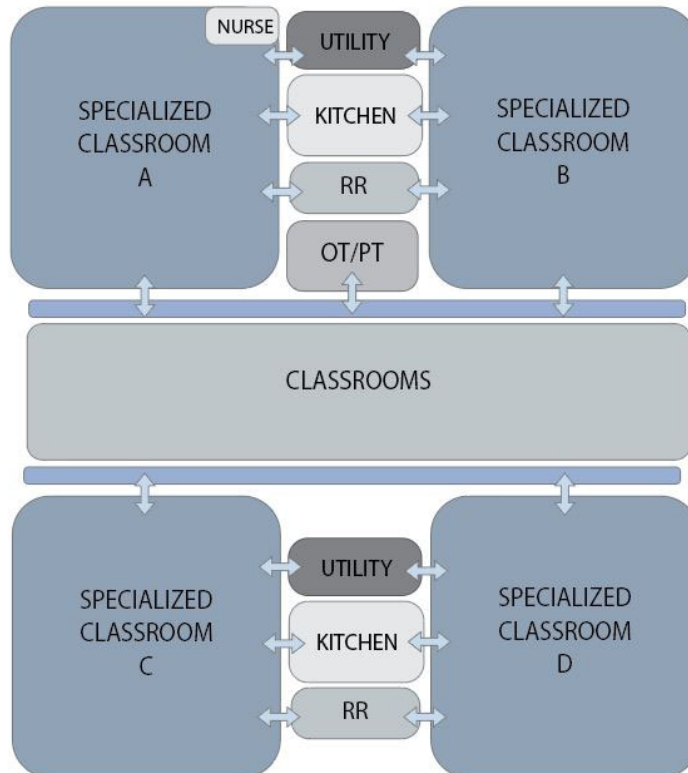 NURSE
UTILITY
SPECIALIZED
CLASSROOM
A
KITCHEN
SPECIALIZED
CLASSROOM
B
RR
OT/PT
CLASSROOMS
SPECIALIZED
CLASSROOM
C
UTILITY
KITCHEN
RR
SPECIALIZED
CLASSROOM
D